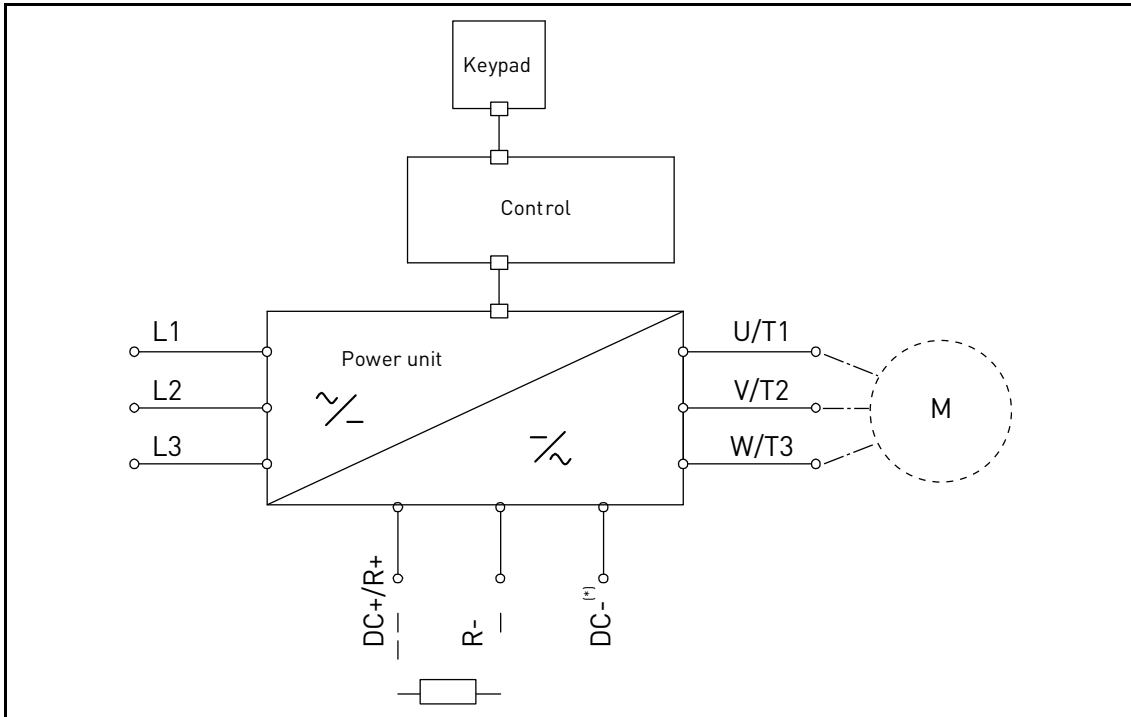 Keypad
Control
Power unit
L1
L2
L3
U/T1
V/T2
W/T3
M
DC+/R+
R-
DC-(*)